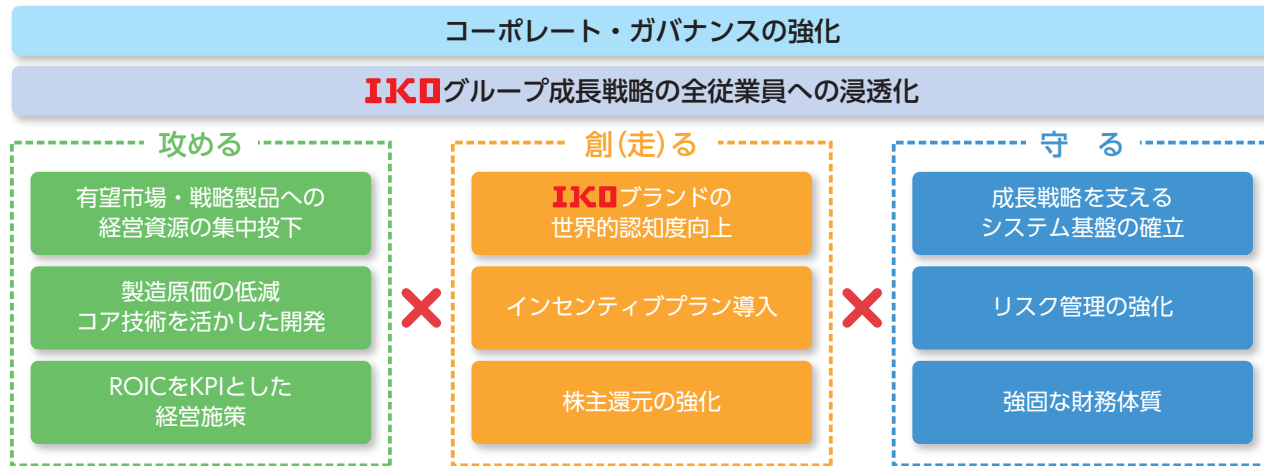 コーポレート・ガバナンスの強化
IKOグループ成長戦略の全従業員への浸透化
攻める
有望市場・戦略製品への
経営資源の集中投下
製造原価の低減
コア技術を活かした開発
ROICをKPIとした
経営施策
創(走)る
IKOブランドの
世界的認知度向上
インセンティブプラン導入
株主還元の強化
守 る
成長戦略を支える
システム基盤の確立
リスク管理の強化
強固な財務体質